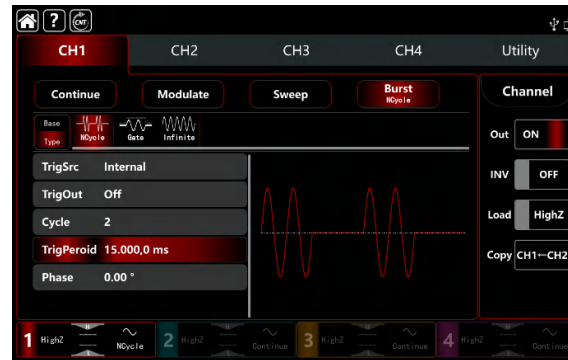 ? CNT
CH1 CH2 CH3 CH4 Utility
Continue Modulate Sweep Burst Channel
NCycle
Base
Type NCycle Gate Infinite
Out ON
TrigSrc Internal
INV OFF
TrigOut Off
Cycle 2
Load HighZ
TrigPeroid 15.000,0 ms
Copy CH1←CH2
Phase 0.00 °
1 HighZ NCycle 2 HighZ Continue 3 HighZ Continue 4 HighZ Continue